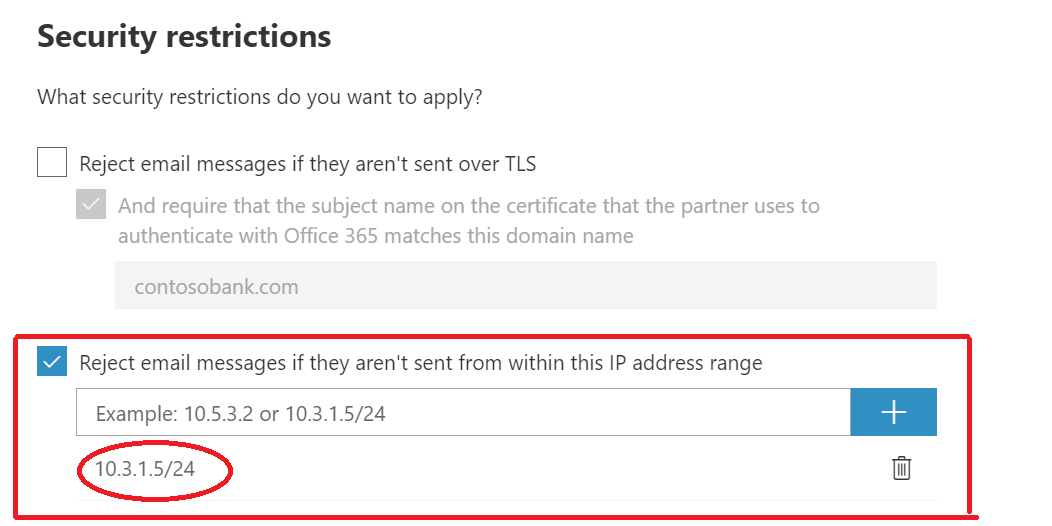 Security restrictions
What security restrictions do you want to apply?
Reject email messages if they aren't sent over TLS
And require that the subject name on the certificate that the partner uses to
authenticate with Office 365 matches this domain name
contosobank.com
Reject email messages if they aren't sent from within this IP address range
Example: 10.5.3.2 or 10.3.1.5/24
10.3.1.5/24